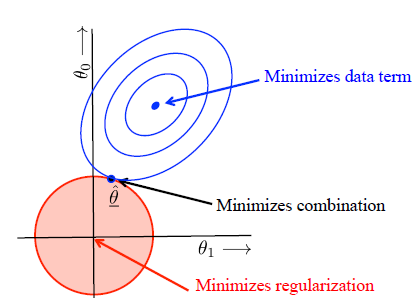 θ₀ ⟶
Minimizes data term
θ̲̂
Minimizes combination
θ₁ ⟶
Minimizes regularization